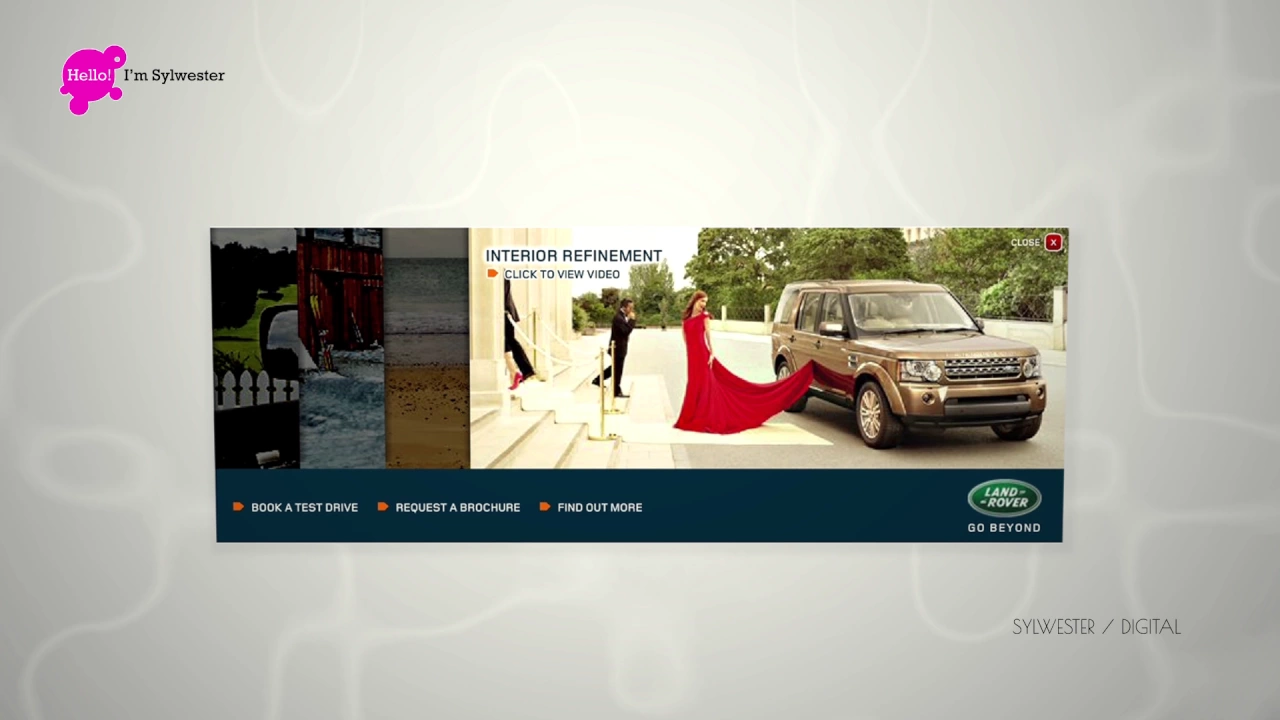 Hello! I'm Sylwester
INTERIOR REFINEMENT
CLICK TO VIEW VIDEO
CLOSE X
BOOK A TEST DRIVE
REQUEST A BROCHURE
FIND OUT MORE
LAND-
-ROVER
GO BEYOND
SYLWESTER / DIGITAL